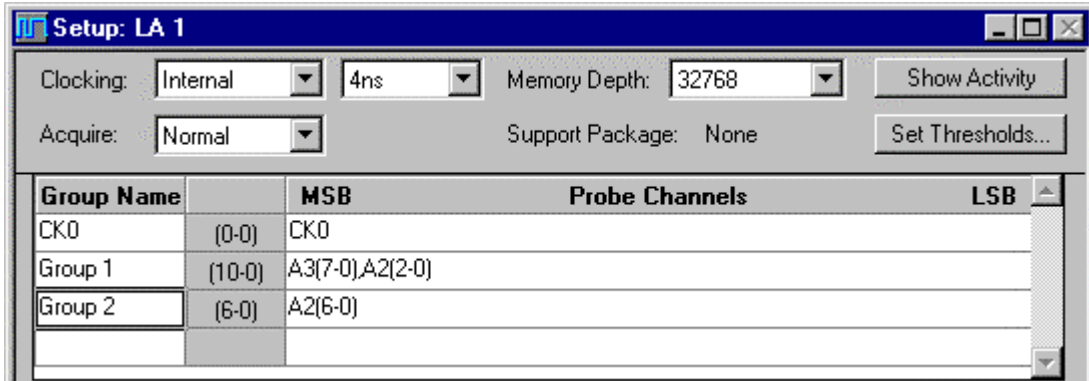 Setup: LA 1
Clocking: Internal 4ns Memory Depth: 32768 Show Activity
Acquire: Normal Support Package: None Set Thresholds...
Group Name MSB Probe Channels LSB
CK0 (0-0) CK0
Group 1 (10-0) A3(7-0),A2(2-0)
Group 2 (6-0) A2(6-0)